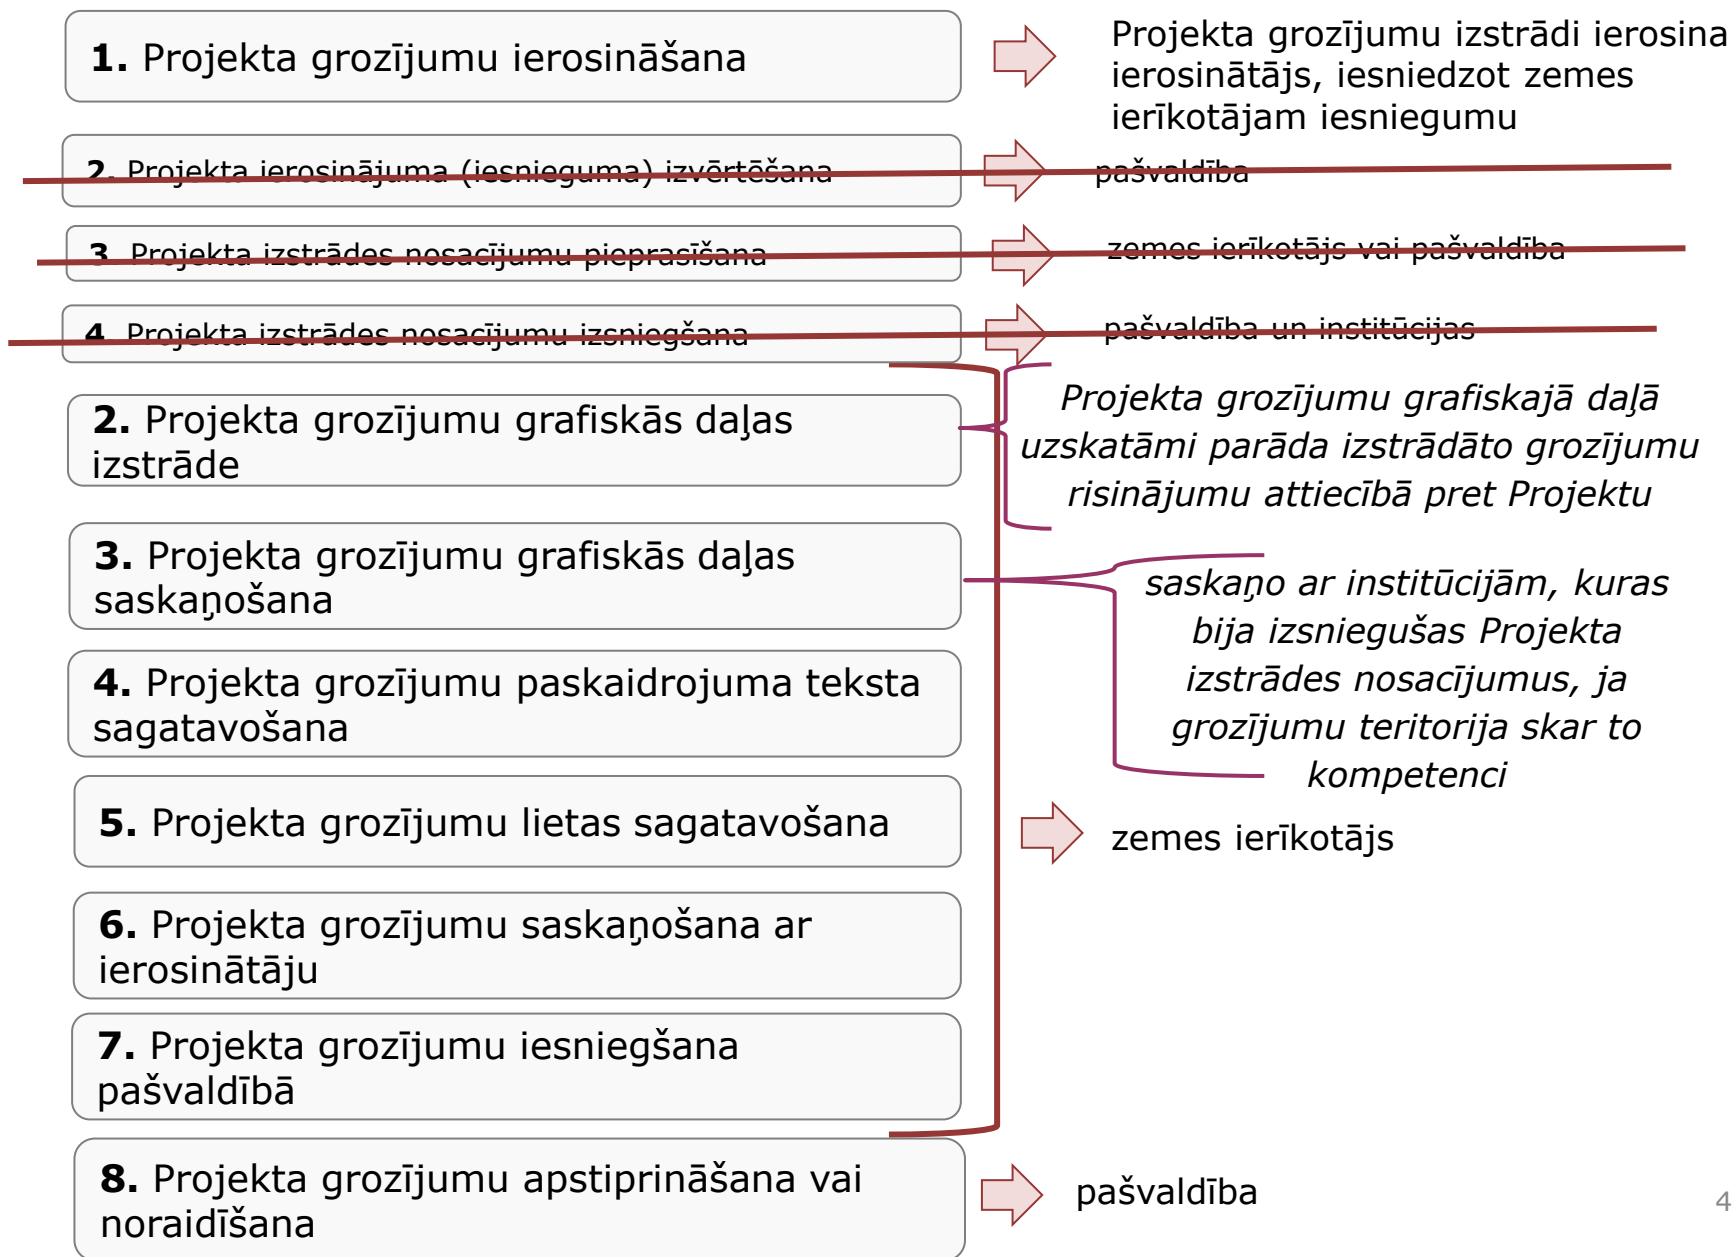 1. Projekta grozījumu ierosināšana
Projekta grozījumu izstrādi ierosina
ierosinātājs, iesniedzot zemes
ierīkotājam iesniegumu
2. Projekta ierosinājuma (iesnieguma) izvērtēšana
pašvaldība
3. Projekta izstrādes nosacījumu pieprasīšana
zemes ierīkotājs vai pašvaldība
4. Projekta izstrādes nosacījumu izsniegšana
pašvaldība un institūcijas
2. Projekta grozījumu grafiskās daļas
izstrāde
Projekta grozījumu grafiskajā daļā
uzskatāmi parāda izstrādāto grozījumu
risinājumu attiecībā pret Projektu
3. Projekta grozījumu grafiskās daļas
saskaņošana
saskaņo ar institūcijām, kuras
bija izsniegušas Projekta
izstrādes nosacījumus, ja
grozījumu teritorija skar to
kompetenci
4. Projekta grozījumu paskaidrojuma teksta
sagatavošana
5. Projekta grozījumu lietas sagatavošana
zemes ierīkotājs
6. Projekta grozījumu saskaņošana ar
ierosinātāju
7. Projekta grozījumu iesniegšana
pašvaldībā
8. Projekta grozījumu apstiprināšana vai
noraidīšana
pašvaldība
4